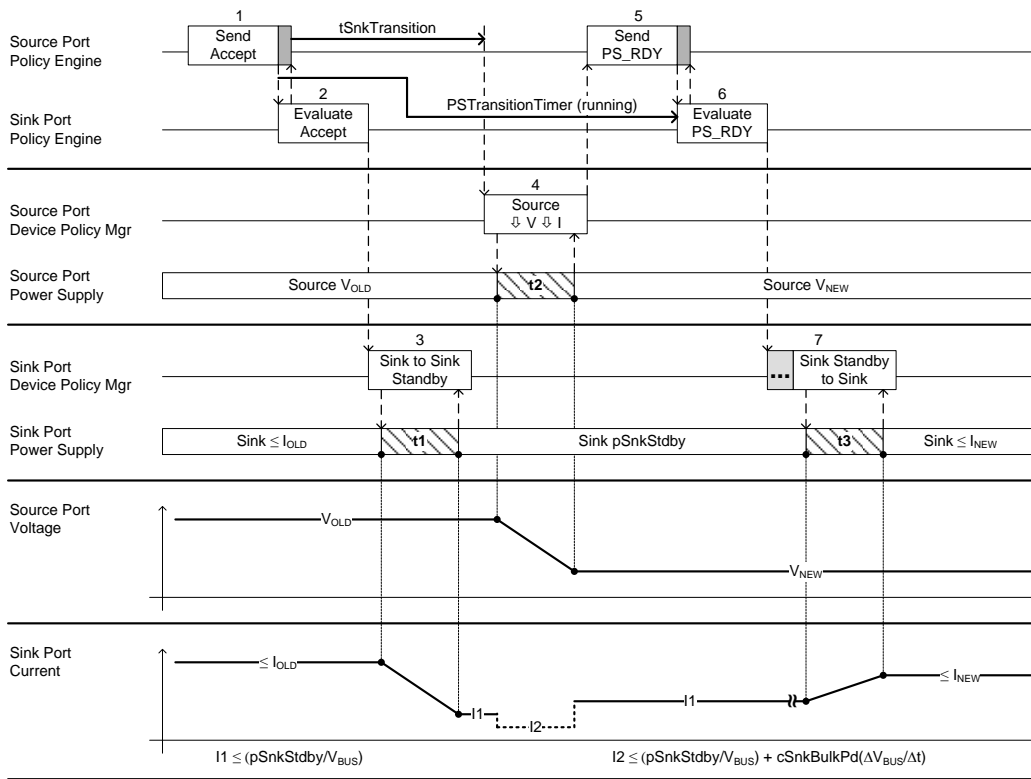 1
5
Source Port
Policy Engine
Send
Accept
tSnkTransition
Send
PS_RDY
2
6
Sink Port
Policy Engine
Evaluate
Accept
PSTransitionTimer (running)
Evaluate
PS_RDY
Source Port
Device Policy Mgr
4
Source
⇩ V ⇩ I
Source Port
Power Supply
Source VOLD
t2
Source VNEW
3
7
Sink Port
Device Policy Mgr
Sink to Sink
Standby
...
Sink Standby
to Sink
Sink Port
Power Supply
Sink ≤ IOLD
t1
Sink pSnkStdby
t3
Sink ≤ INEW
Source Port
Voltage
VOLD
VNEW
Sink Port
Current
≤ IOLD
I1
I2
I1
≤ INEW
I1 ≤ (pSnkStdby/VBUS)
I2 ≤ (pSnkStdby/VBUS) + cSnkBulkPd(ΔVBUS/Δt)